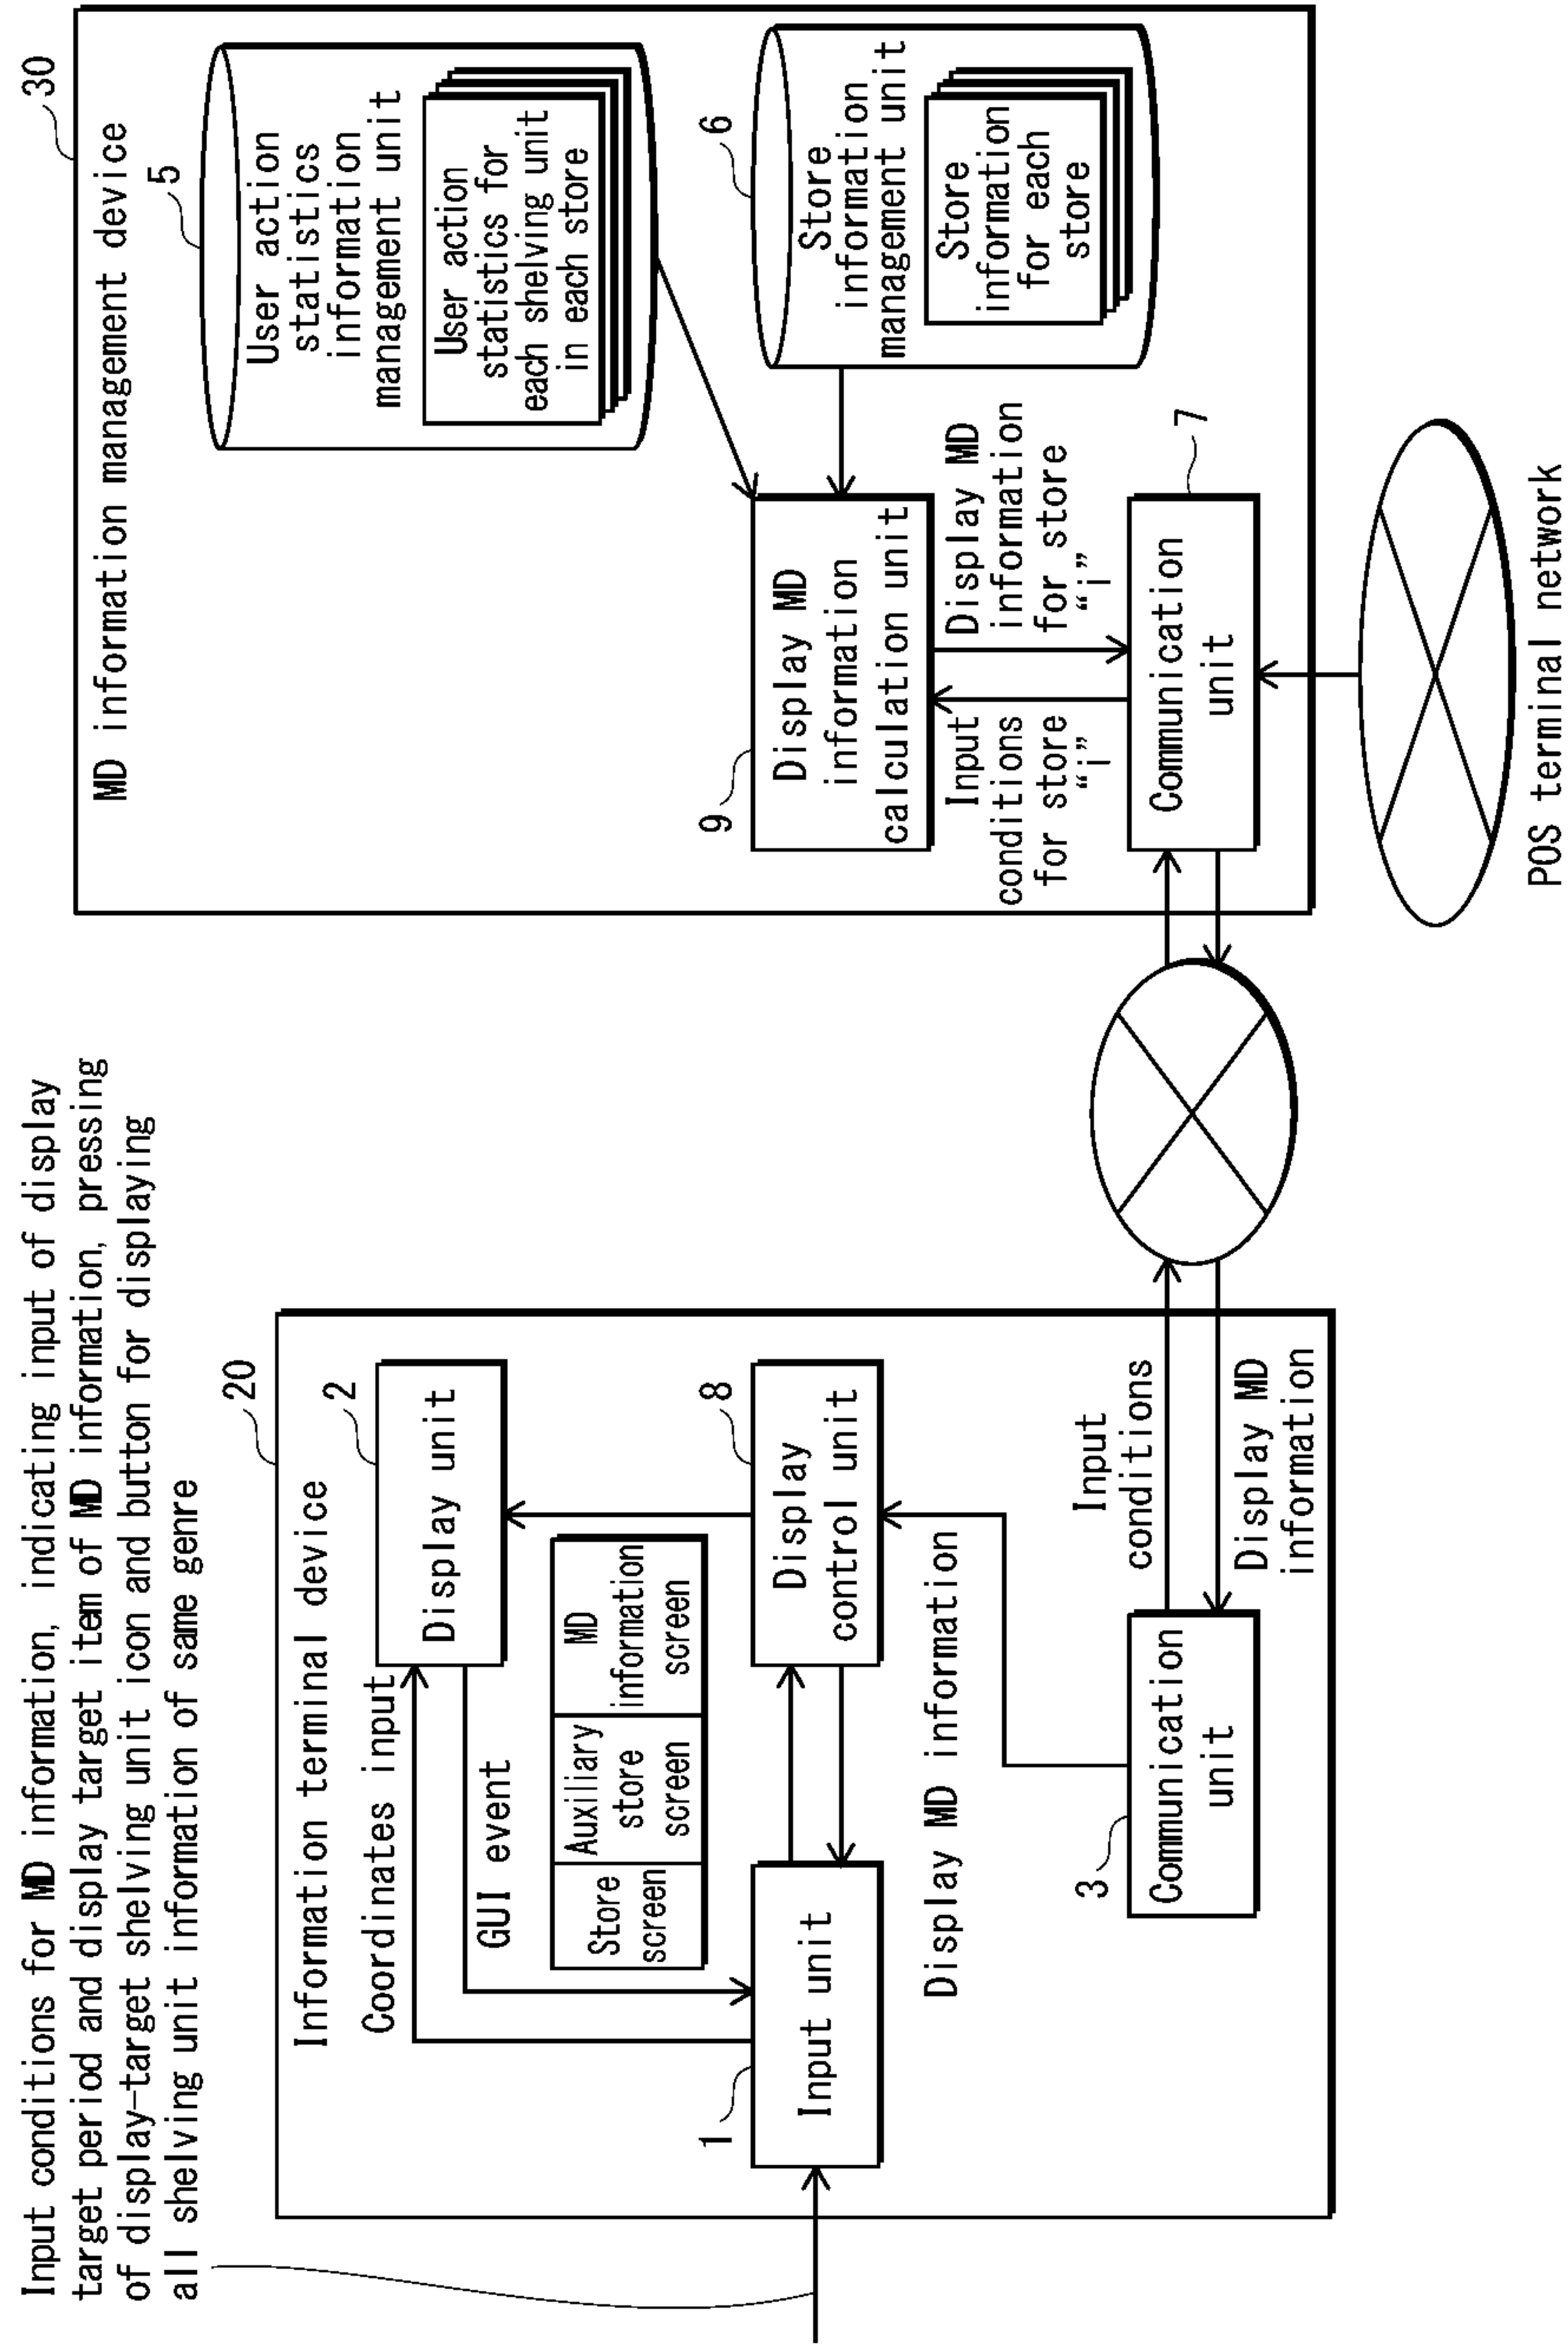 Input conditions for MD information, indicating input of display
target period and display target item of MD information, pressing
of display-target shelving unit icon and button for displaying
all shelving unit information of same genre
20
Information terminal device
Coordinates input
GUI event
2
Display unit
Store
screen
Auxiliary
store
screen
MD
information
screen
1
Input unit
8
Display
control unit
Display MD information
3
Communication
unit
Input
conditions
Display MD
information
30
MD information management device
5
User action
statistics
information
management unit
User action
statistics for
each shelving unit
in each store
6
Store
information
management unit
Store
information
for each
store
9
Display MD
information
calculation unit
Input
conditions
for store
“i”
Display MD
information
for store
“i”
7
Communication
unit
POS terminal network